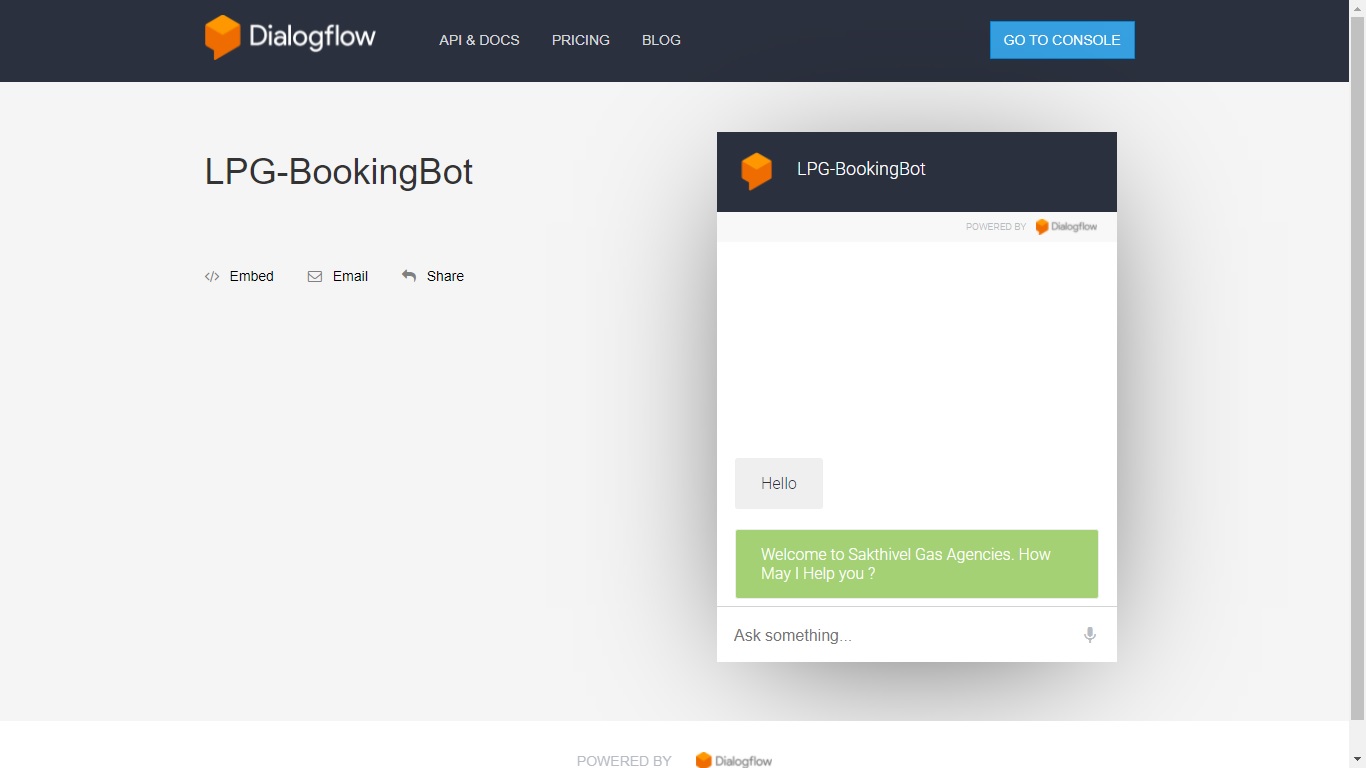 Dialogflow
API & DOCS
PRICING
BLOG
GO TO CONSOLE
LPG-BookingBot
Embed
Email
Share
LPG-BookingBot
POWERED BY Dialogflow
Hello
Welcome to Sakthivel Gas Agencies. How
May I Help you ?
Ask something...
POWERED BY Dialogflow